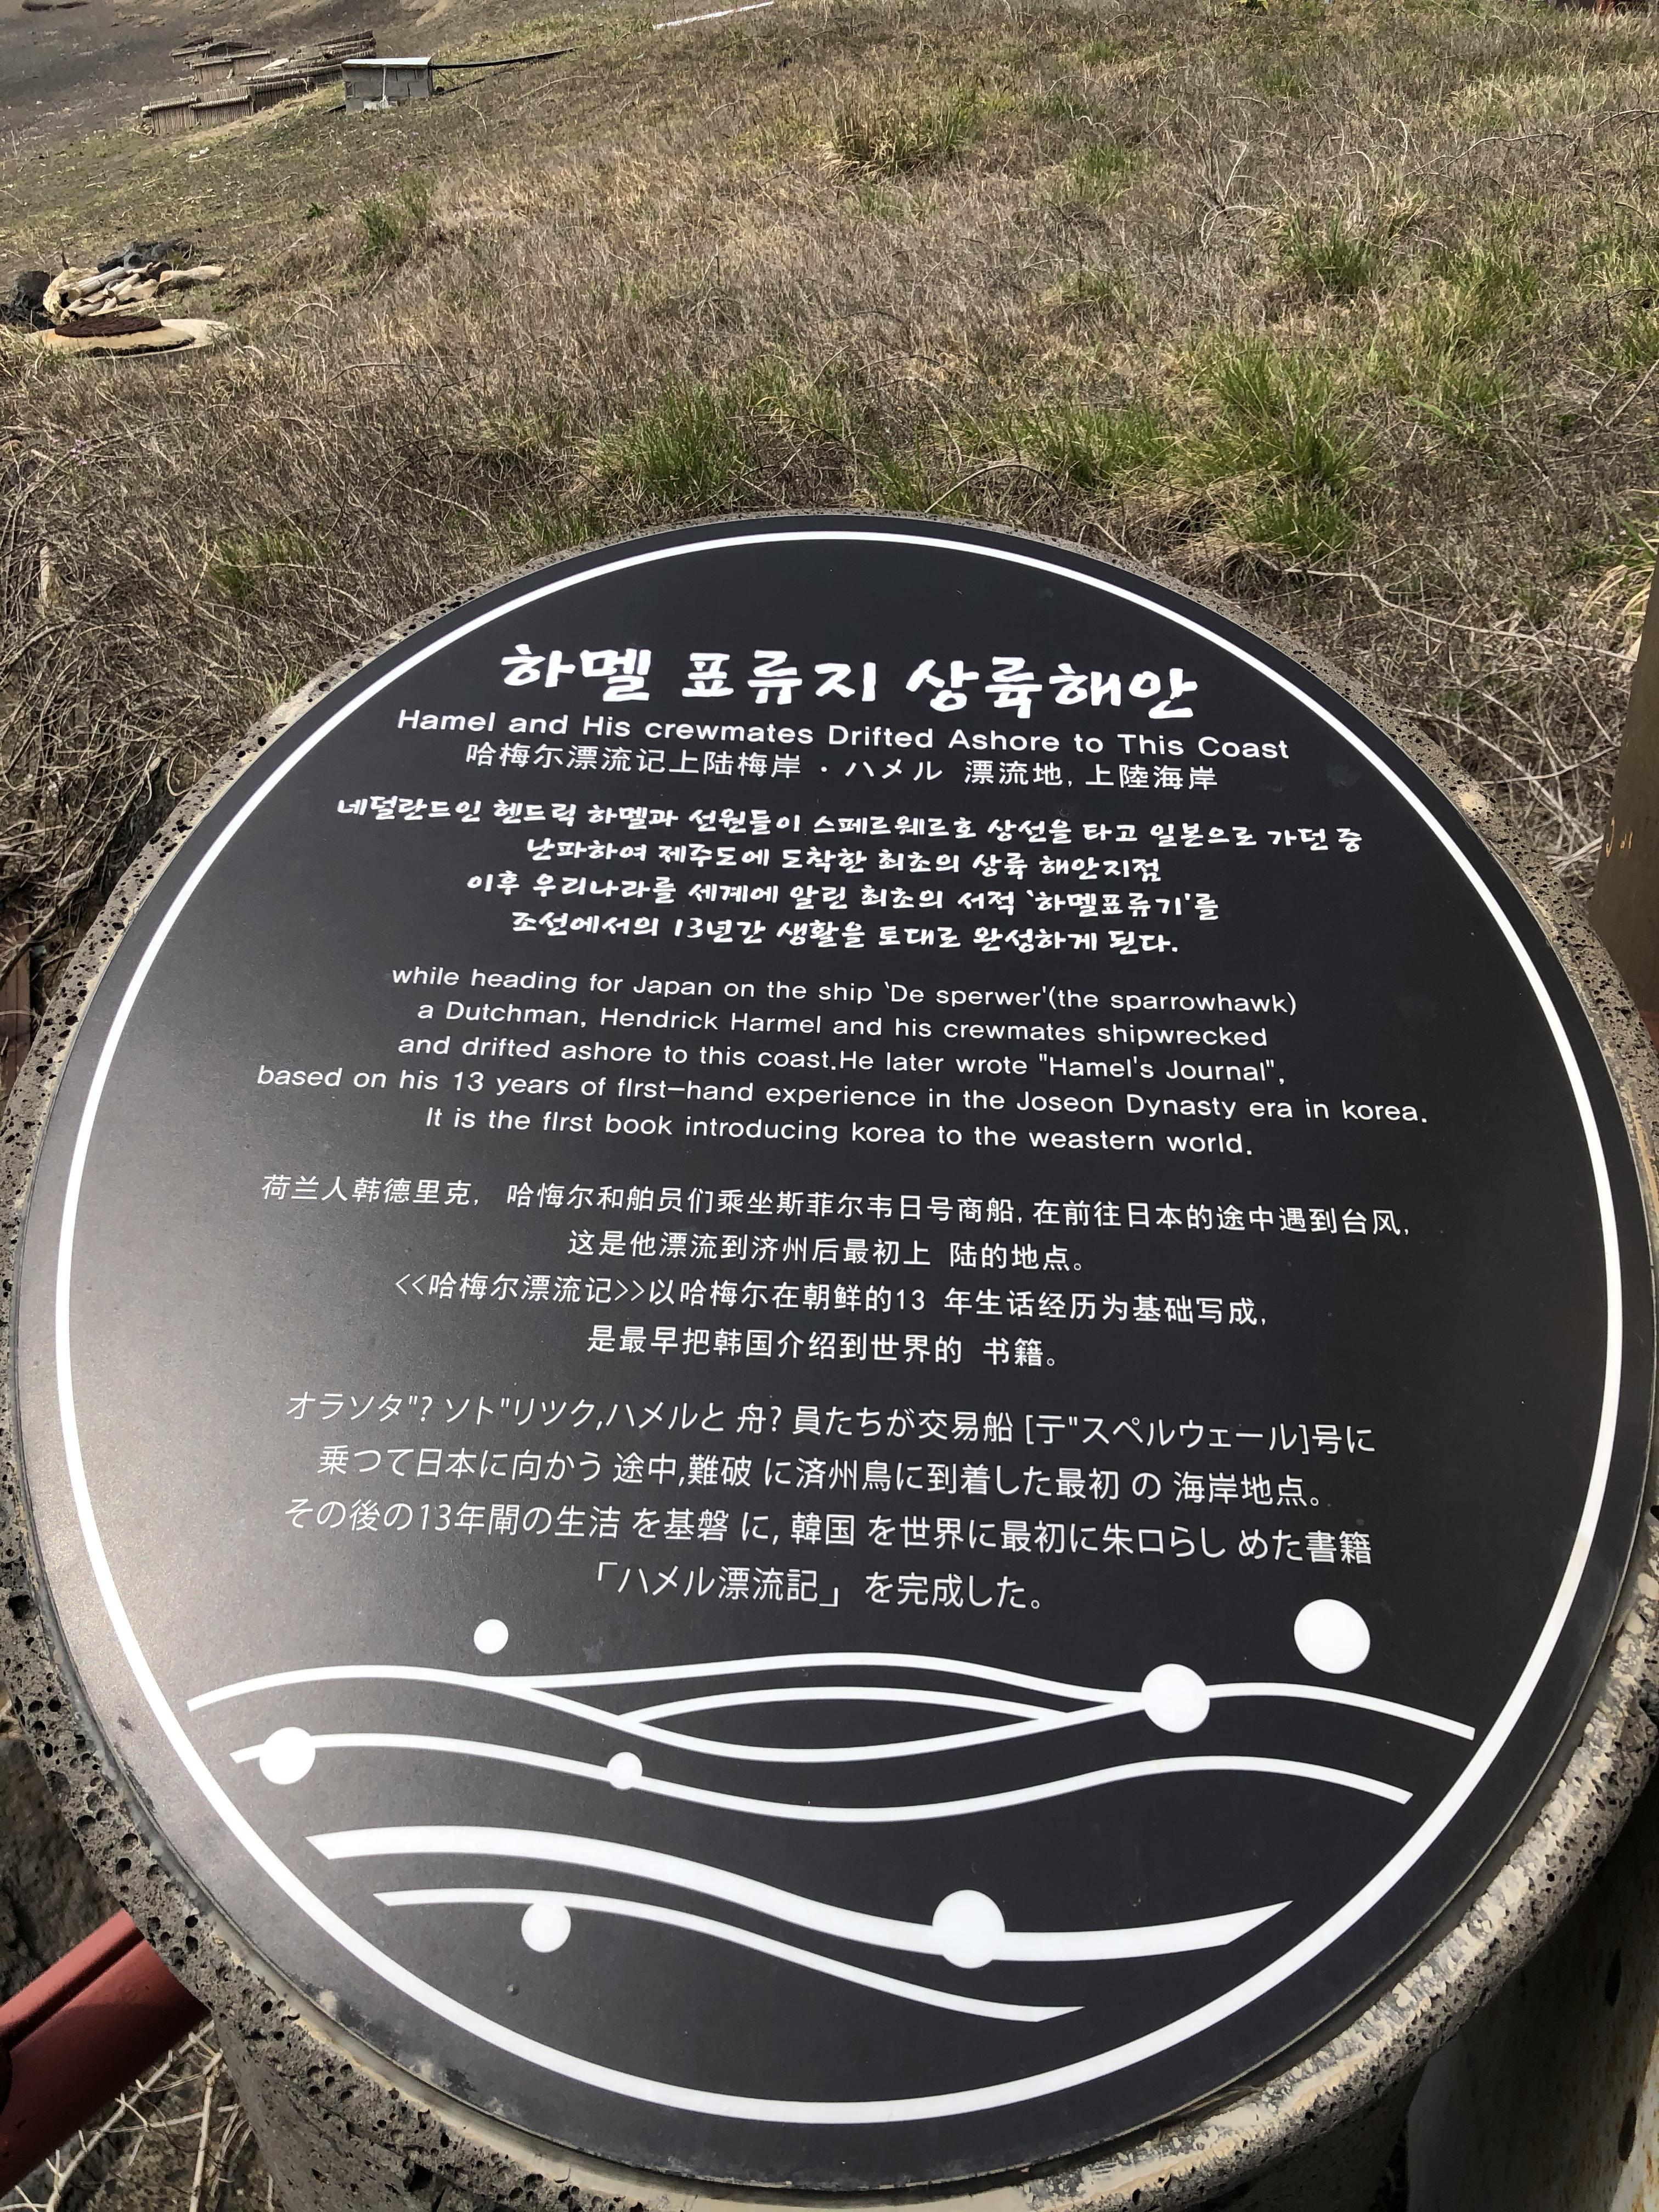 하멜 표류지 상륙해안
Hamel and His crewmates Drifted Ashore to This Coast
哈梅尔漂流记上陆梅岸 · ハメル 漂流地, 上陸海岸
네덜란드인 헨드릭 하멜과 선원들이 스페르웨르호 상선을 타고 일본으로 가던 중
난파하여 제주도에 도착한 최초의 상륙 해안지점
이후 우리나라를 세계에 알린 최초의 서적 '하멜표류기'를
조선에서의 13년간 생활을 토대로 완성하게 된다.
while heading for Japan on the ship 'De sperwer'(the sparrowhawk)
a Dutchman, Hendrick Harmel and his crewmates shipwrecked
and drifted ashore to this coast.He later wrote "Hamel's Journal",
based on his 13 years of fIrst-hand experience in the Joseon Dynasty era in korea.
It is the fIrst book introducing korea to the weastern world.
荷兰人韩德里克, 哈悔尔和舶员们乘坐斯菲尔韦日号商船, 在前往日本的途中遇到台风,
这是他漂流到济州后最初上 陆的地点。
<<哈梅尔漂流记>>以哈梅尔在朝鲜的13 年生话经历为基础写成,
是最早把韩国介绍到世界的 书籍。
オラソタ"? ソト"リツク,ハメルと 舟? 員たちが交易船 [亍"スペルウェール]号に
乗つて日本に向かう 途中,難破 に済州鳥に到着した最初 の 海岸地点。
その後の13年閘の生洁 を基磐 に, 韓国 を世界に最初に朱口らし めた書籍
「ハメル漂流記」 を完成した。